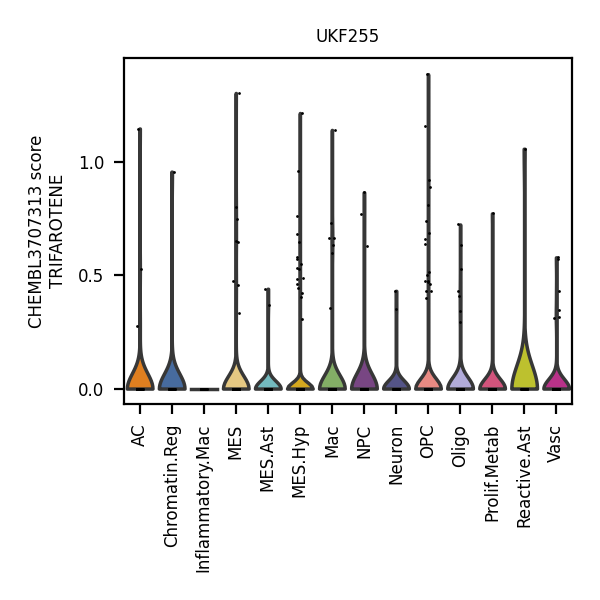 UKF255
CHEMBL3707313 score
TRIFAROTENE
1.0
0.5
0.0
AC
Chromatin.Reg
Inflammatory.Mac
MES
MES.Ast
MES.Hyp
Mac
NPC
Neuron
OPC
Oligo
Prolif.Metab
Reactive.Ast
Vasc